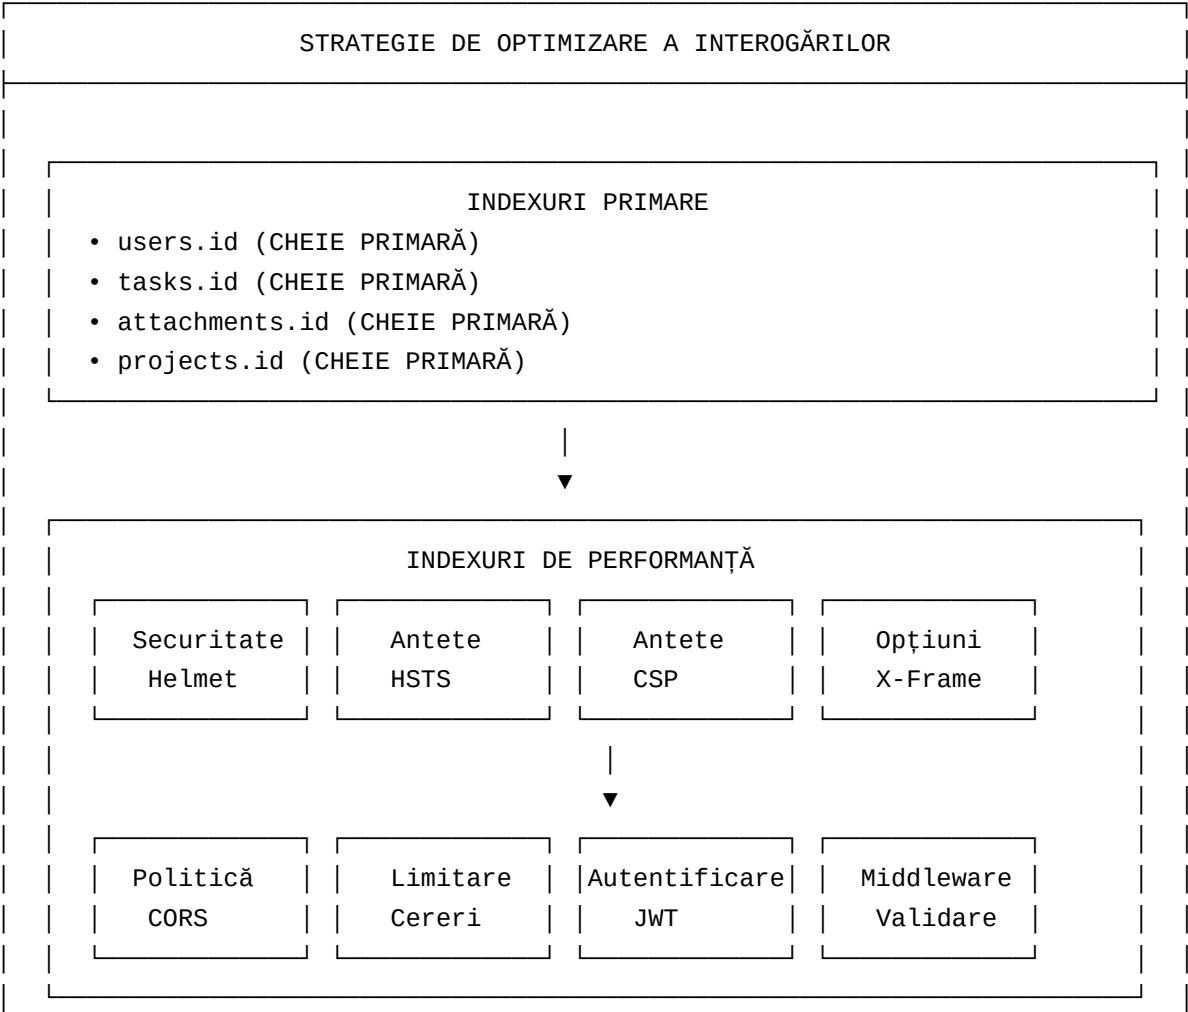 STRATEGIE DE OPTIMIZARE A INTEROGĂRILOR
INDEXURI PRIMARE
• users.id (CHEIE PRIMARĂ)
• tasks.id (CHEIE PRIMARĂ)
• attachments.id (CHEIE PRIMARĂ)
• projects.id (CHEIE PRIMARĂ)
INDEXURI DE PERFORMANȚĂ
Securitate Antete Antete Opțiuni
Helmet HSTS CSP X-Frame
Politică Limitare Autentificare Middleware
CORS Cereri JWT Validare